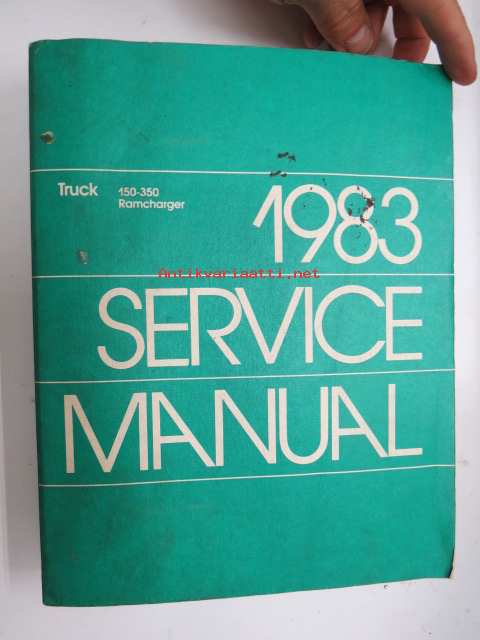 Truck 150-350
Ramcharger
1983
Antikvariaatti.net
SERVICE
MANUAL